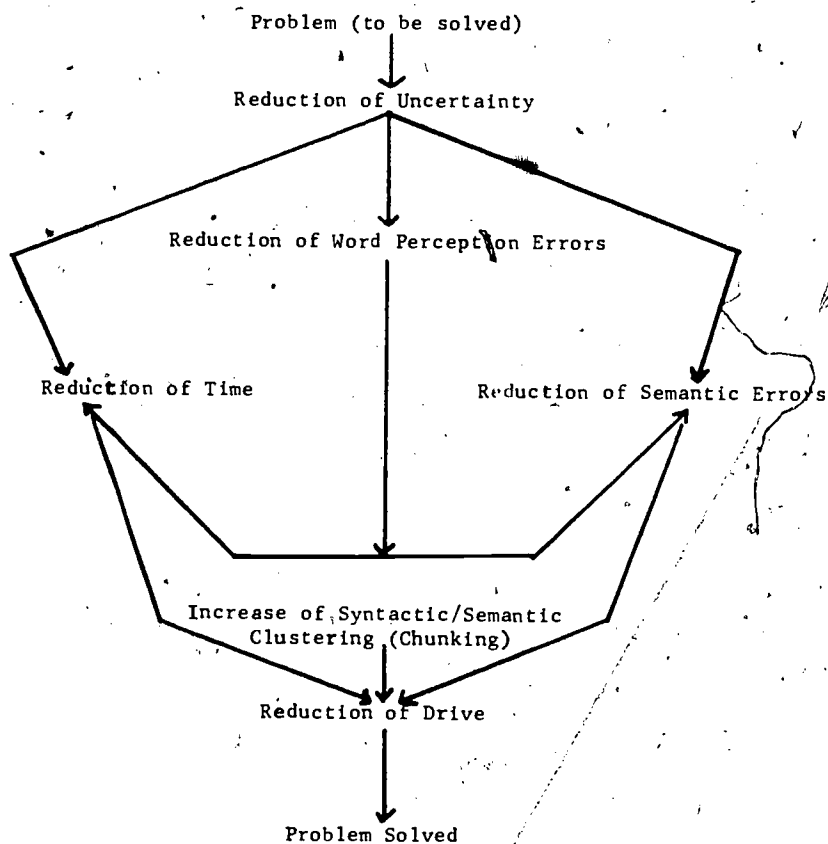 Problem (to be solved)
Reduction of Uncertainty
Reduction of Word Perception Errors
Reduction of Time
Reduction of Semantic Errors
Increase of Syntactic/Semantic
Clustering (Chunking)
Reduction of Drive
Problem Solved